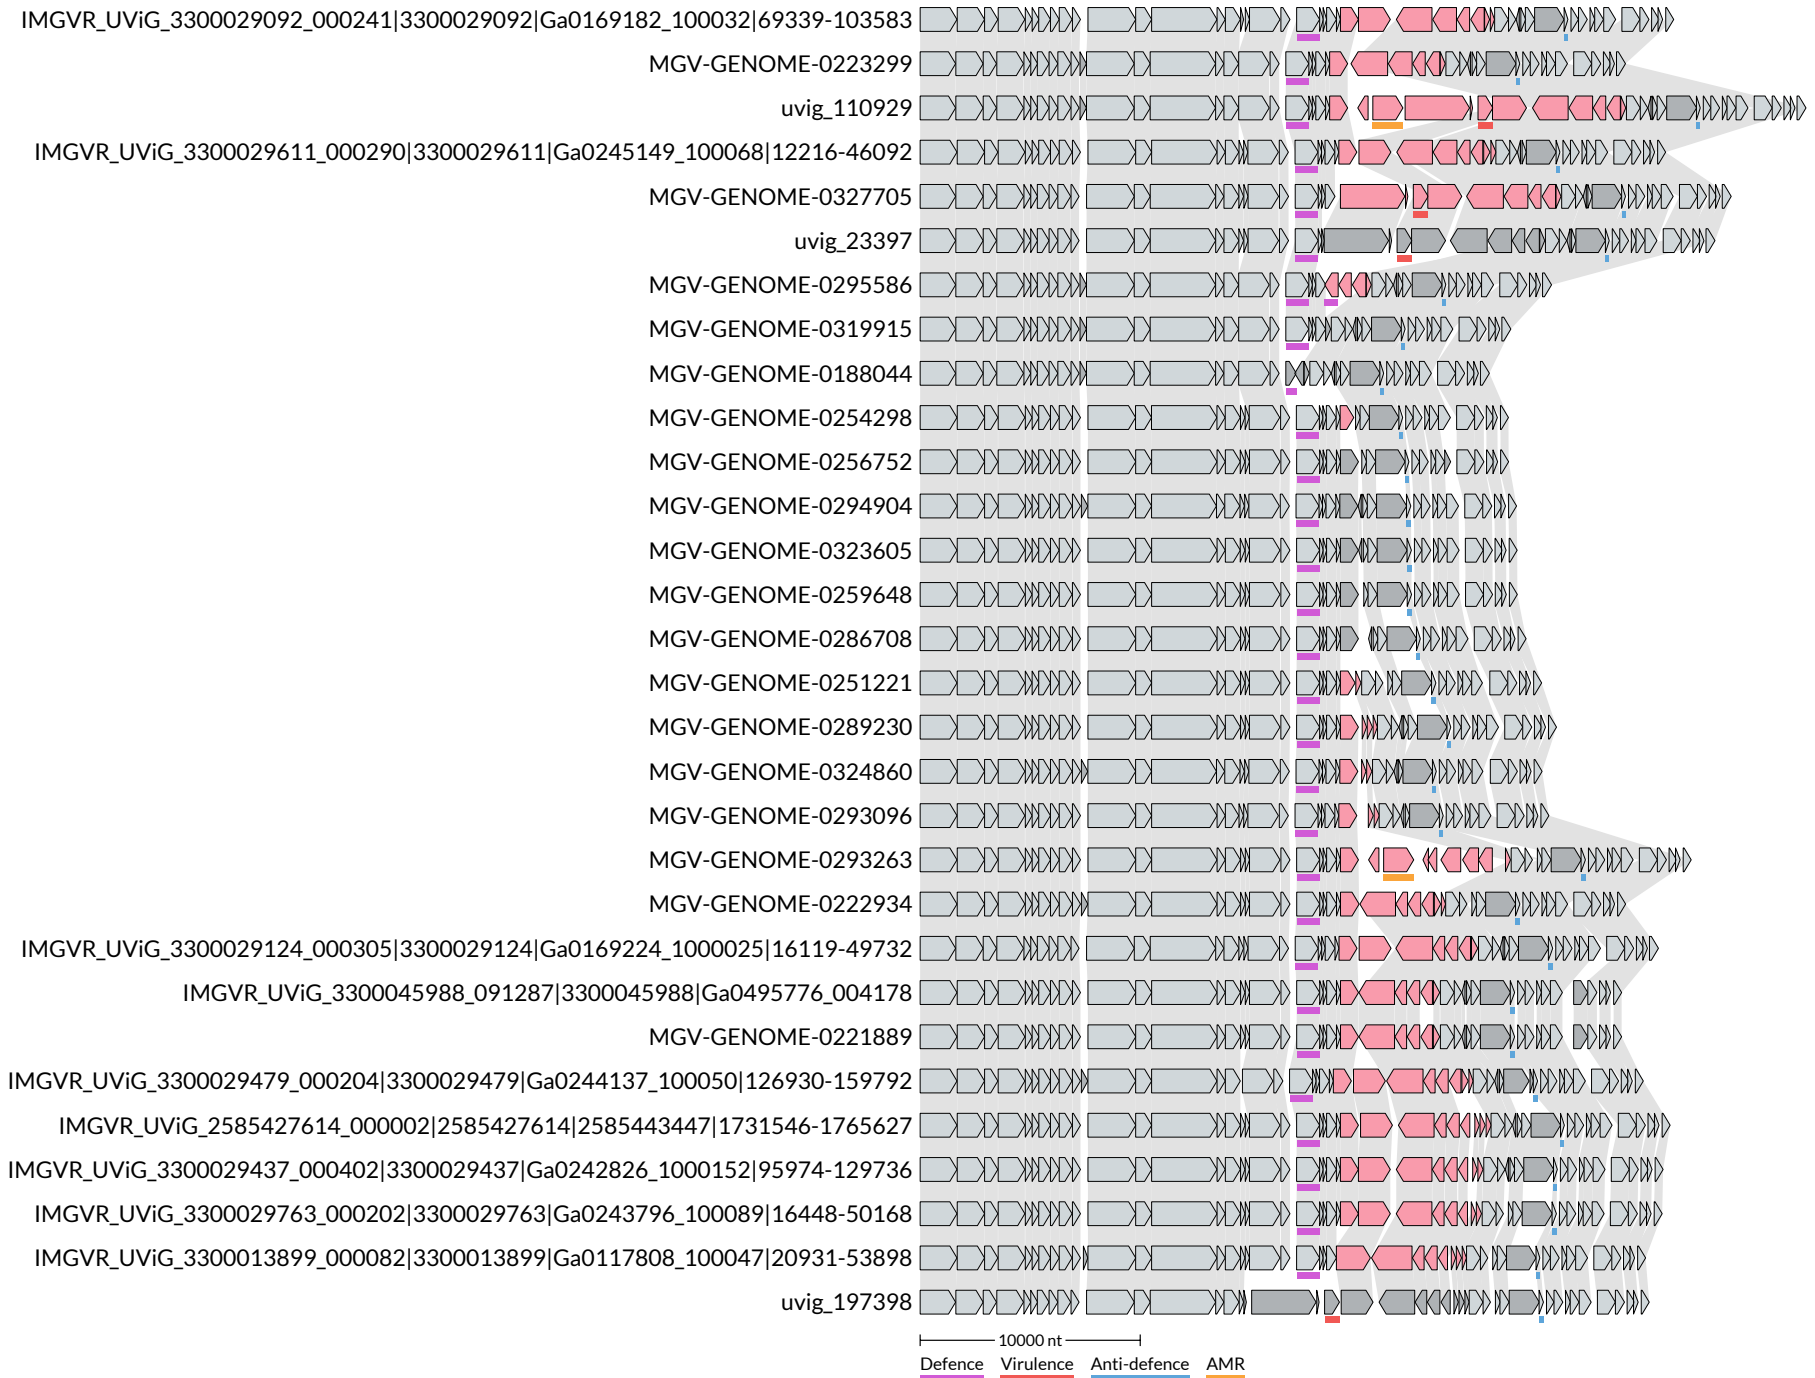 IMGVR_UViG_3300029092_000241|3300029092|Ga0169182_100032|69339-103583
MGV-GENOME-0223299
uvig_110929
IMGVR_UViG_3300029611_000290|3300029611|Ga0245149_100068|12216-46092
MGV-GENOME-0327705
uvig_23397
MGV-GENOME-0295586
MGV-GENOME-0319915
MGV-GENOME-0188044
MGV-GENOME-0254298
MGV-GENOME-0256752
MGV-GENOME-0294904
MGV-GENOME-0323605
MGV-GENOME-0259648
MGV-GENOME-0286708
MGV-GENOME-0251221
MGV-GENOME-0289230
MGV-GENOME-0324860
MGV-GENOME-0293096
MGV-GENOME-0293263
MGV-GENOME-0222934
IMGVR_UViG_3300029124_000305|3300029124|Ga0169224_1000025|16119-49732
IMGVR_UViG_3300045988_091287|3300045988|Ga0495776_004178
MGV-GENOME-0221889
IMGVR_UViG_3300029479_000204|3300029479|Ga0244137_100050|126930-159792
IMGVR_UViG_2585427614_000002|2585427614|2585443447|1731546-1765627
IMGVR_UViG_3300029437_000402|3300029437|Ga0242826_1000152|95974-129736
IMGVR_UViG_3300029763_000202|3300029763|Ga0243796_100089|16448-50168
IMGVR_UViG_3300013899_000082|3300013899|Ga0117808_100047|20931-53898
uvig_197398
10000 nt
Defence Virulence Anti-defence AMR